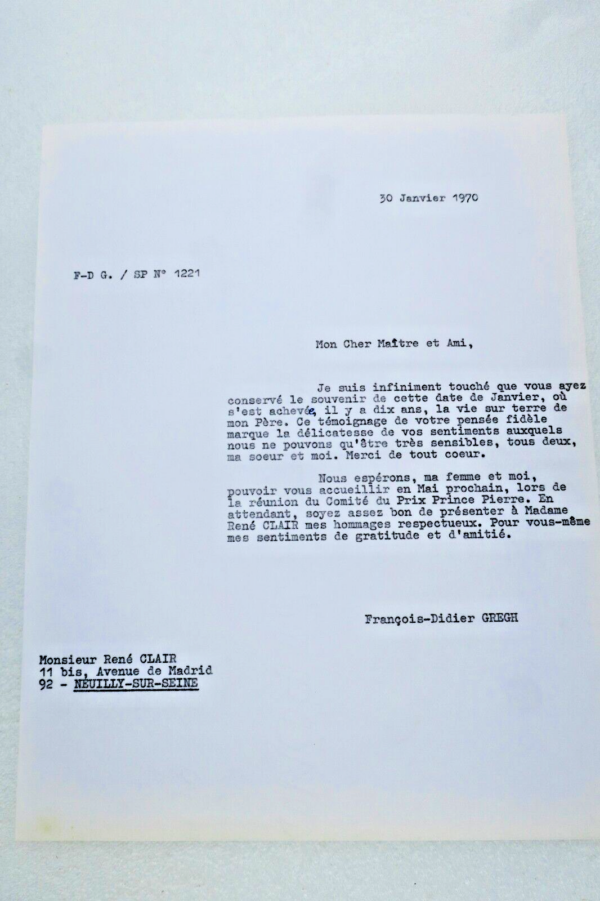 30 Janvier 1970
F-D G. / SP N° 1221
Mon Cher Maître et Ami,
Je suis infiniment touché que vous ayez
conservé le souvenir de cette date de Janvier, où
s'est achevée, il y a dix ans, la vie sur terre de
mon Père. Ce témoignage de votre pensée fidèle
marque la délicatesse de vos sentiments auxquels
nous ne pouvons qu'être très sensibles, tous deux,
ma soeur et moi. Merci de tout coeur.
Nous espérons, ma femme et moi,
pouvoir vous accueillir en Mai prochain, lors de
la réunion du Comité du Prix Prince Pierre. En
attendant, soyez assez bon de présenter à Madame
René CLAIR mes hommages respectueux. Pour vous-même
mes sentiments de gratitude et d'amitié.
François-Didier GREGH
Monsieur René CLAIR
11 bis, Avenue de Madrid
92 - NEUILLY-SUR-SEINE